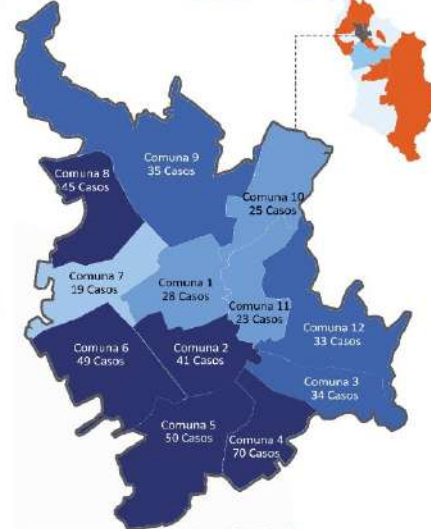 Comuna 9
35 Casos
Comuna 8
45 Casos
Comuna 10
25 Casos
Comuna 7
19 Casos
Comuna 1
28 Casos
Comuna 11
23 Casos
Comuna 12
33 Casos
Comuna 6
49 Casos
Comuna 2
41 Casos
Comuna 3
34 Casos
Comuna 5
50 Casos
Comuna 4
70 Casos